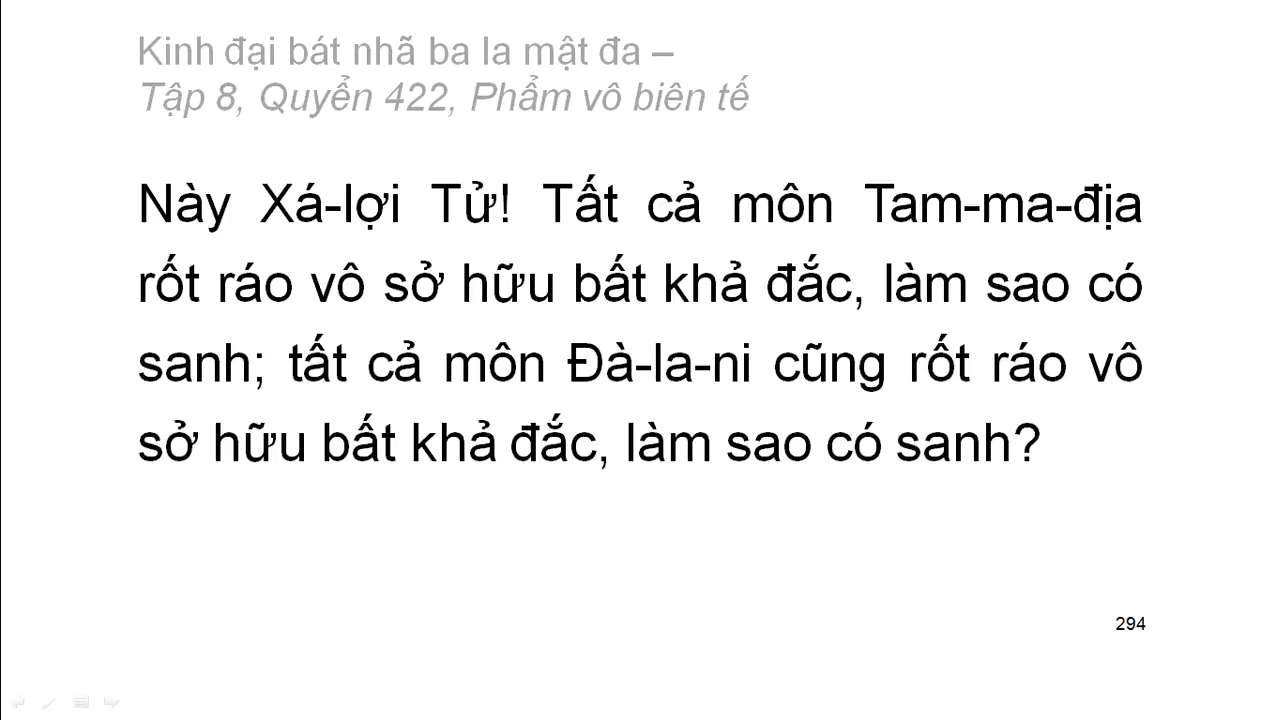 Kinh đại bát nhã ba la mật đa –
Tập 8, Quyển 422, Phẩm vô biên tế
Này Xá-lợi Tử! Tất cả môn Tam-ma-địa
rốt ráo vô sở hữu bất khả đắc, làm sao có
sanh; tất cả môn Đà-la-ni cũng rốt ráo vô
sở hữu bất khả đắc, làm sao có sanh?
294